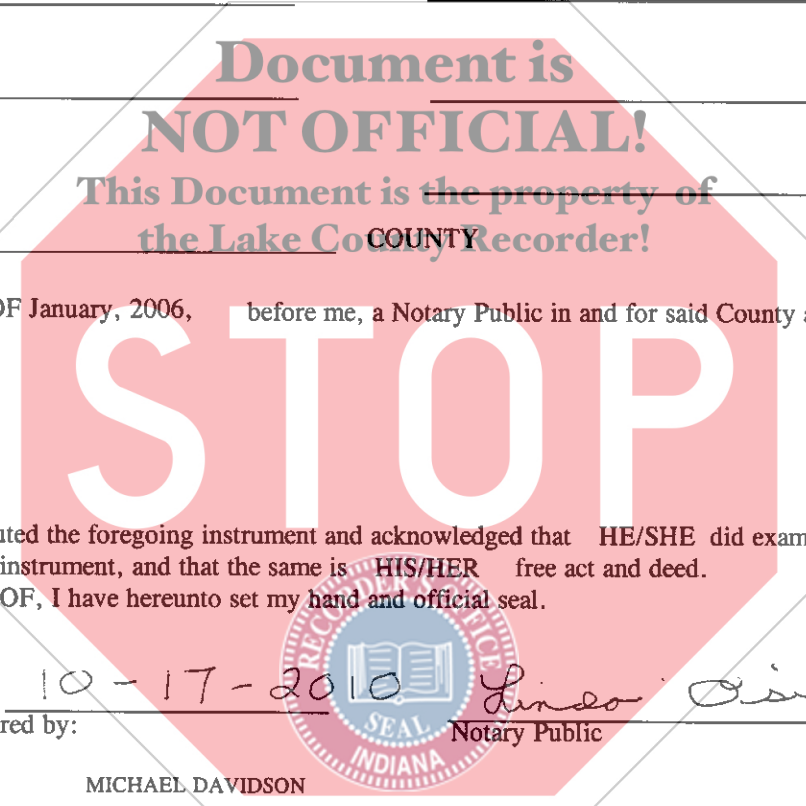 Document is
NOT OFFICIAL!
This Document is the property of
the Lake County Recorder!
COUNTY
OF January, 2006, before me, a Notary Public in and for said County
STOP
uted the foregoing instrument and acknowledged that HE/SHE did exam
instrument, and that the same is HIS/HER free act and deed.
OF, I have hereunto set my hand and official seal.
RECORDER'S OFFICE
SEAL
INDIANA
10-17-2010 Linda
red by: Notary Public
MICHAEL DAVIDSON